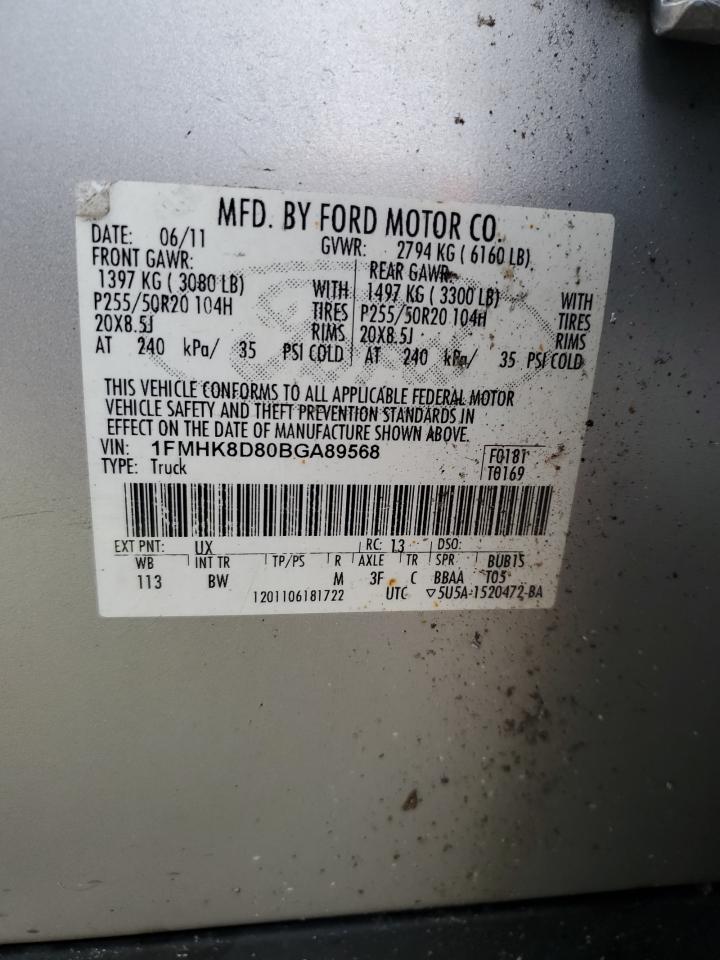 MFD. BY FORD MOTOR CO.
DATE: 06/11 GVWR: 2794 KG ( 6160 LB)
FRONT GAWR: REAR GAWR:
1397 KG ( 3080 LB) WITH 1497 KG ( 3300 LB) WITH
P255/50R20 104H TIRES P255/50R20 104H TIRES
20X8.5J RIMS 20X8.5J RIMS
AT 240 kPa/ 35 PSI COLD AT 240 kPa/ 35 PSI COLD
THIS VEHICLE CONFORMS TO ALL APPLICABLE FEDERAL MOTOR
VEHICLE SAFETY AND THEFT PREVENTION STANDARDS IN
EFFECT ON THE DATE OF MANUFACTURE SHOWN ABOVE.
VIN: 1FMHK8D80BGA89568 F0181
TYPE: Truck T0169
EXT PNT: UX RC: 13 DSO:
WB INT TR TP/PS R AXLE TR SPR BUB15
113 BW M 3F C BBAA T05
1201106181722 UTC ▽5U5A-1520472-BA